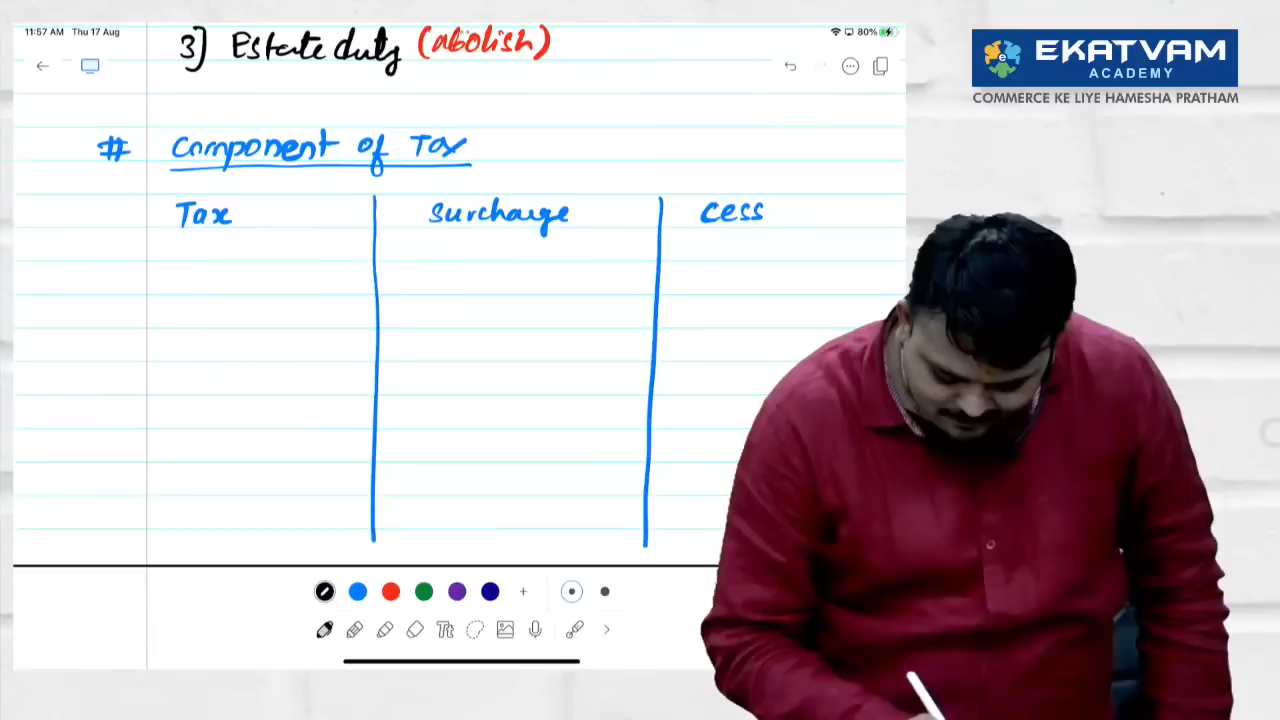 11:57 AM Thu 17 Aug
80%
3] Estate duty (abolish)
# Component of Tax
Tax Surcharge Cess
Tt
EKATVAM
ACADEMY
COMMERCE KE LIYE HAMESHA PRATHAM